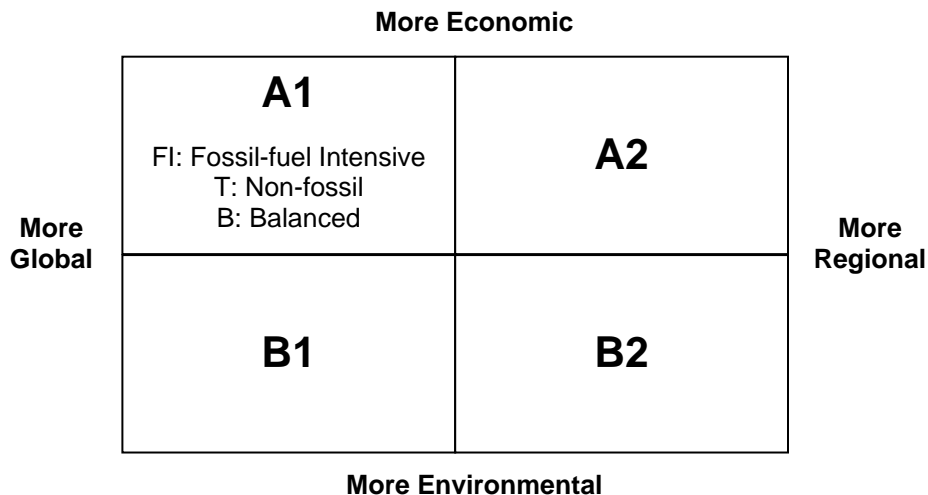 More Economic
A1
FI: Fossil-fuel Intensive
T: Non-fossil
B: Balanced
A2
More
Global
More
Regional
B1
B2
More Environmental